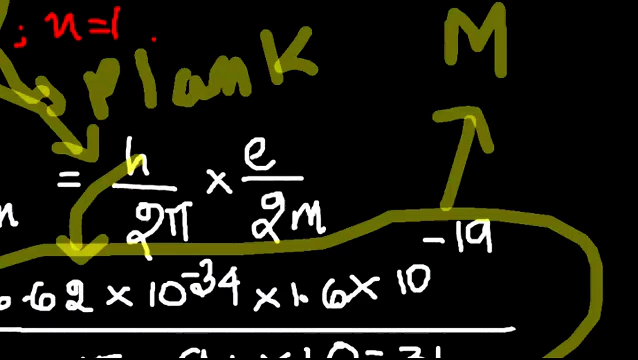 ; n=1 .
plank M
= h/2π × e/2m
6.62 × 10^-34 × 1.6 × 10^-19